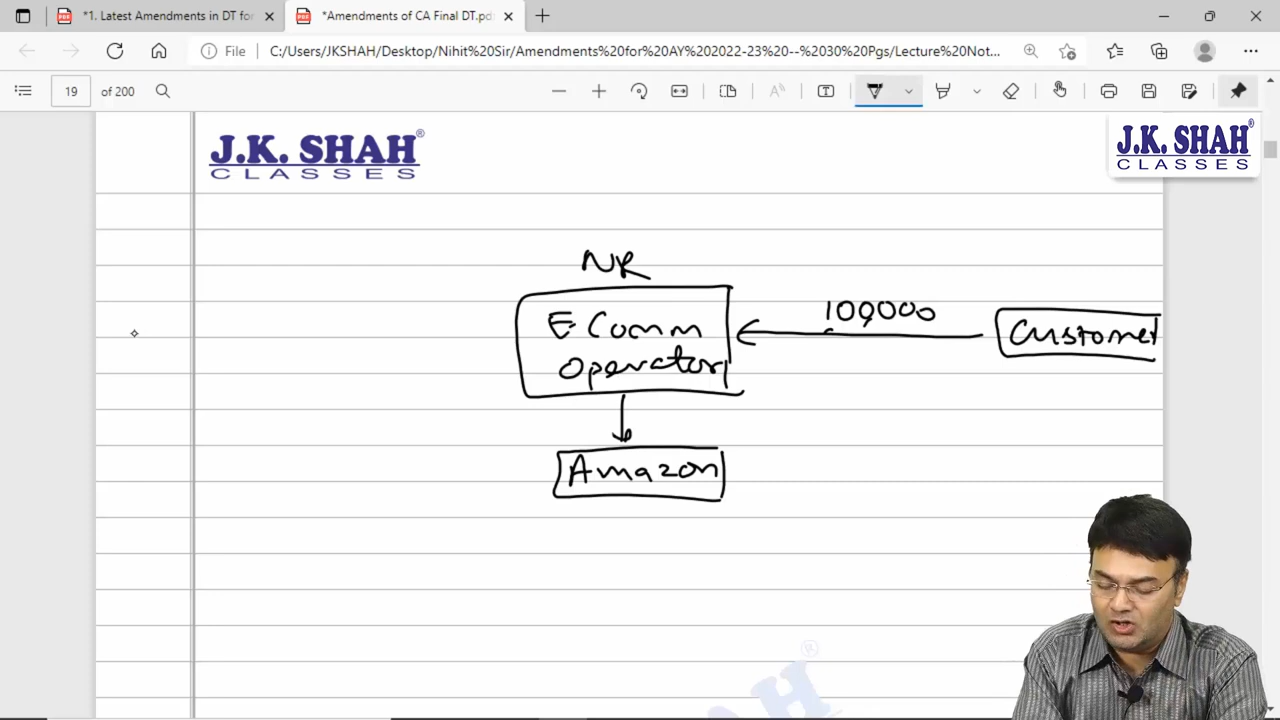 *1. Latest Amendments in DT for
*Amendments of CA Final DT.pd
File
C:/Users/JKSHAH/Desktop/Nihit%20Sir/Amendments%20for%20AY%202022-23%20--%2030%20Pgs/Lecture%20Not...
19 of 200
J.K. SHAH®
CLASSES
J.K. SHAH®
CLASSES
NR
E-Comm
Operator
100,000
Customer
Amazon
H ®